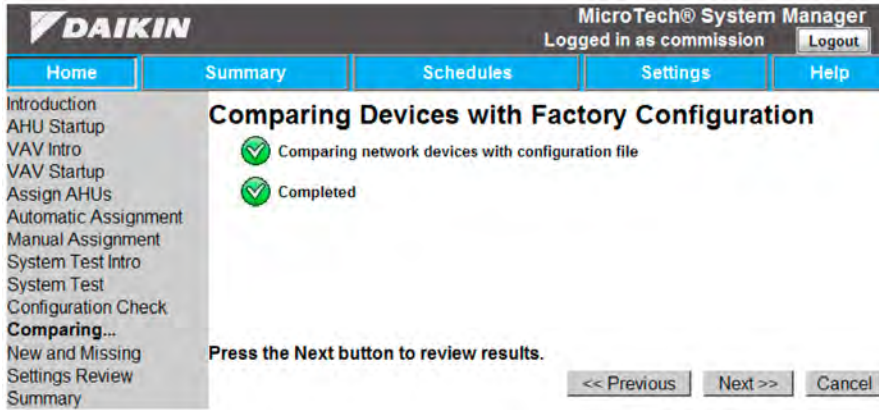 DAIKIN
MicroTech® System Manager
Logged in as commission Logout
Home Summary Schedules Settings Help
Introduction
AHU Startup
VAV Intro
VAV Startup
Assign AHUs
Automatic Assignment
Manual Assignment
System Test Intro
System Test
Configuration Check
Comparing...
New and Missing
Settings Review
Summary
Comparing Devices with Factory Configuration
Comparing network devices with configuration file
Completed
Press the Next button to review results.
<< Previous Next >> Cancel